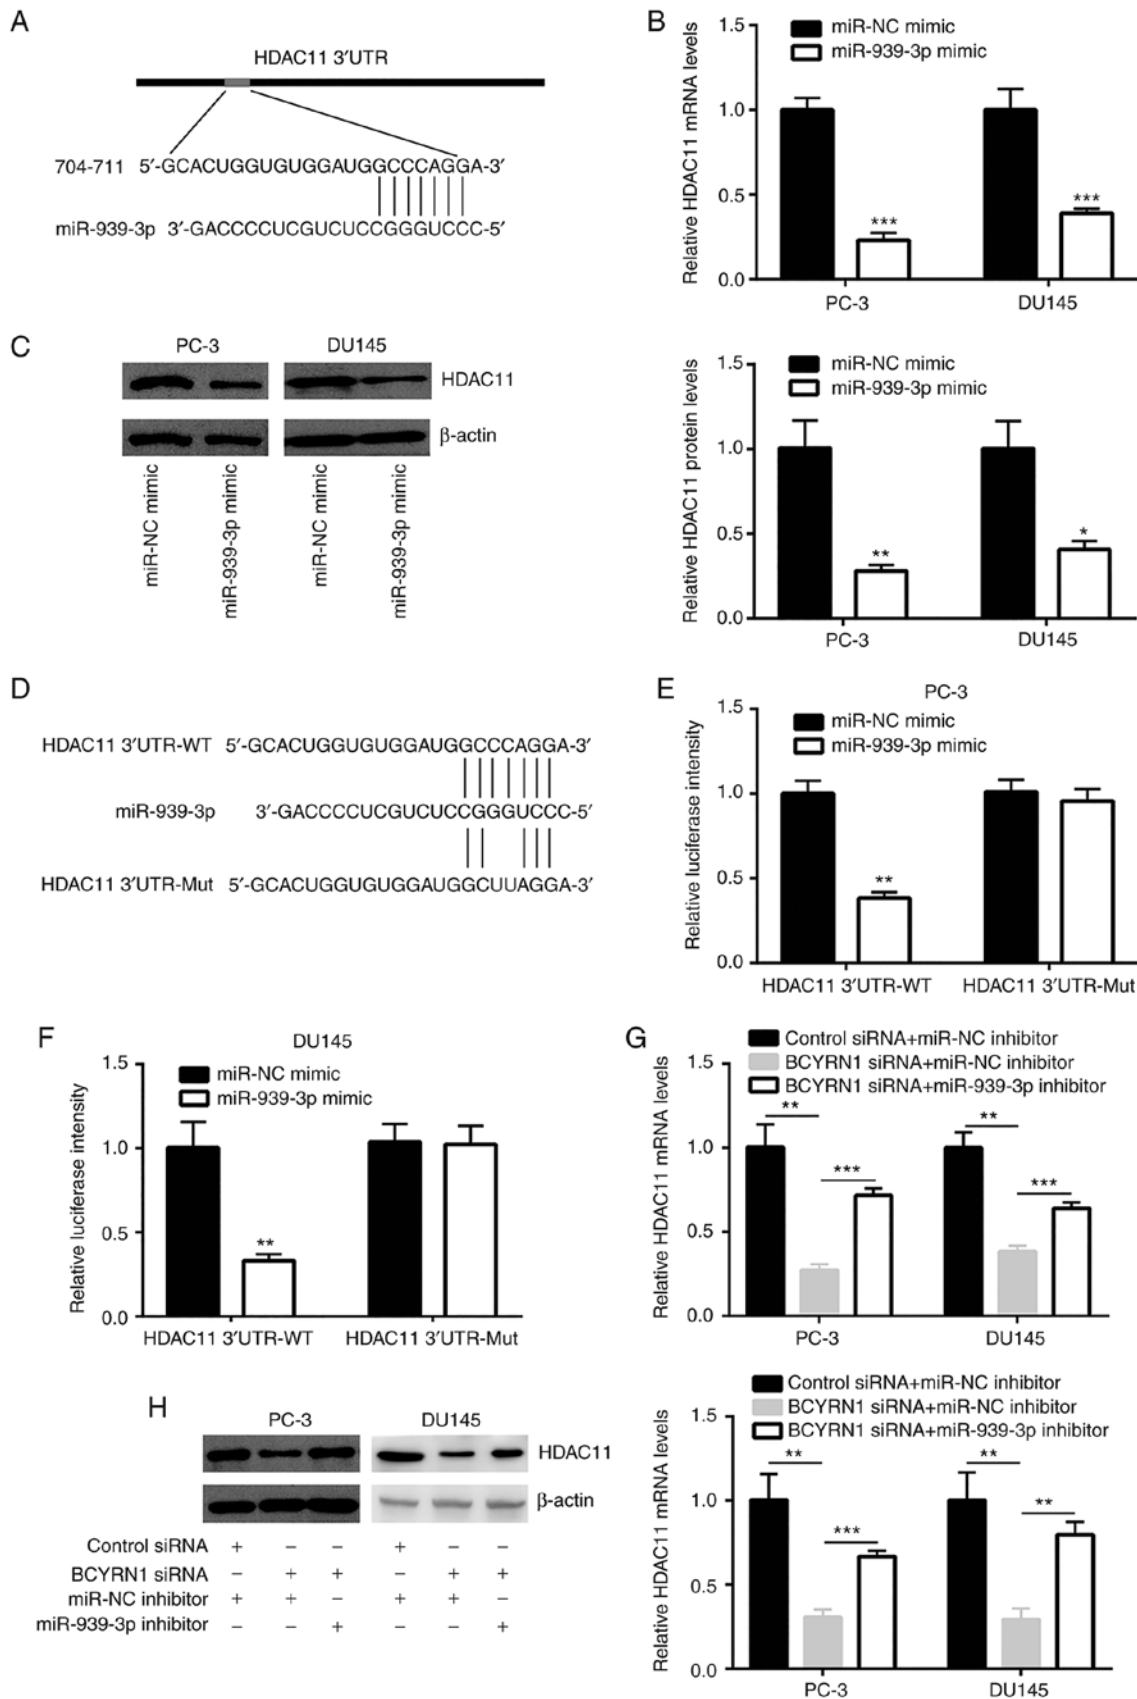 A
HDAC11 3′UTR
704-711 5′-GCACUGGUGUGGAUGGCCCAGGA-3′
miR-939-3p 3′-GACCCCUCGUCUCCGGGUCCC-5′
B
miR-NC mimic
miR-939-3p mimic
Relative HDAC11 mRNA levels
1.5
1.0
0.5
0.0
***
***
PC-3 DU145
C
PC-3 DU145
HDAC11
β-actin
miR-NC mimic
miR-939-3p mimic
miR-NC mimic
miR-939-3p mimic
miR-NC mimic
miR-939-3p mimic
Relative HDAC11 protein levels
1.5
1.0
0.5
0.0
**
*
PC-3 DU145
D
HDAC11 3′UTR-WT 5′-GCACUGGUGUGGAUGGCCCAGGA-3′
miR-939-3p 3′-GACCCCUCGUCUCCGGGUCCC-5′
HDAC11 3′UTR-Mut 5′-GCACUGGUGUGGAUGGCUUAGGA-3′
E
PC-3
miR-NC mimic
miR-939-3p mimic
Relative luciferase intensity
1.5
1.0
0.5
0.0
**
HDAC11 3′UTR-WT HDAC11 3′UTR-Mut
F
DU145
miR-NC mimic
miR-939-3p mimic
Relative luciferase intensity
1.5
1.0
0.5
0.0
**
HDAC11 3′UTR-WT HDAC11 3′UTR-Mut
G
Control siRNA+miR-NC inhibitor
BCYRN1 siRNA+miR-NC inhibitor
BCYRN1 siRNA+miR-939-3p inhibitor
Relative HDAC11 mRNA levels
1.5
1.0
0.5
0.0
** ***
** ***
PC-3 DU145
H
PC-3 DU145
HDAC11
β-actin
Control siRNA + − − + − −
BCYRN1 siRNA − + + − + +
miR-NC inhibitor + + − + + −
miR-939-3p inhibitor − − + − − +
Control siRNA+miR-NC inhibitor
BCYRN1 siRNA+miR-NC inhibitor
BCYRN1 siRNA+miR-939-3p inhibitor
Relative HDAC11 mRNA levels
1.5
1.0
0.5
0.0
** ***
** **
PC-3 DU145